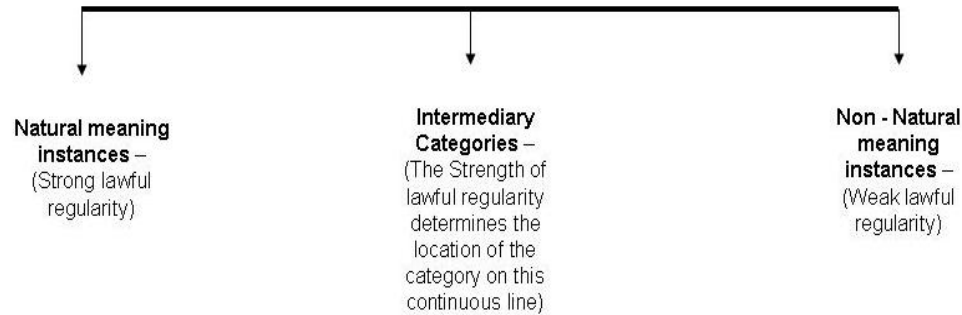 Natural meaning
instances –
(Strong lawful
regularity)
Intermediary
Categories –
(The Strength of
lawful regularity
determines the
location of the
category on this
continuous line)
Non - Natural
meaning
instances –
(Weak lawful
regularity)